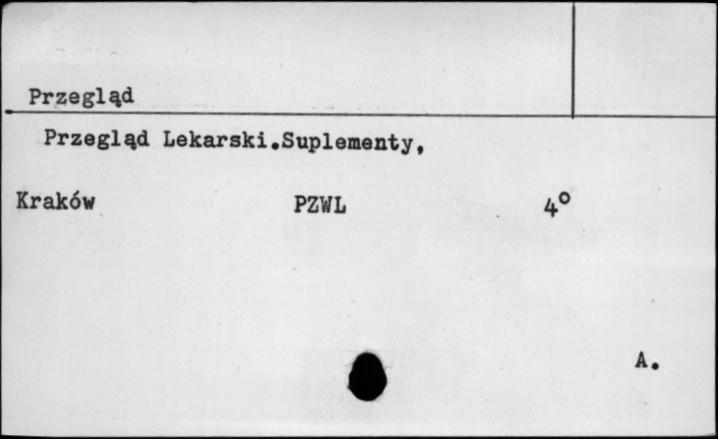 Przegląd
Przegląd Lekarski.Suplementy,
Kraków PZWL 4°
A.